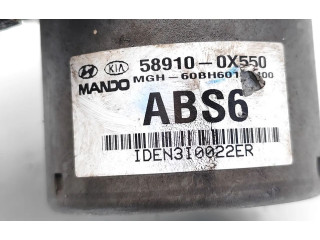 KIA 58910 - 0X550
MANDO MGH - 60BH601
ABS6
IDEN3I0022ER